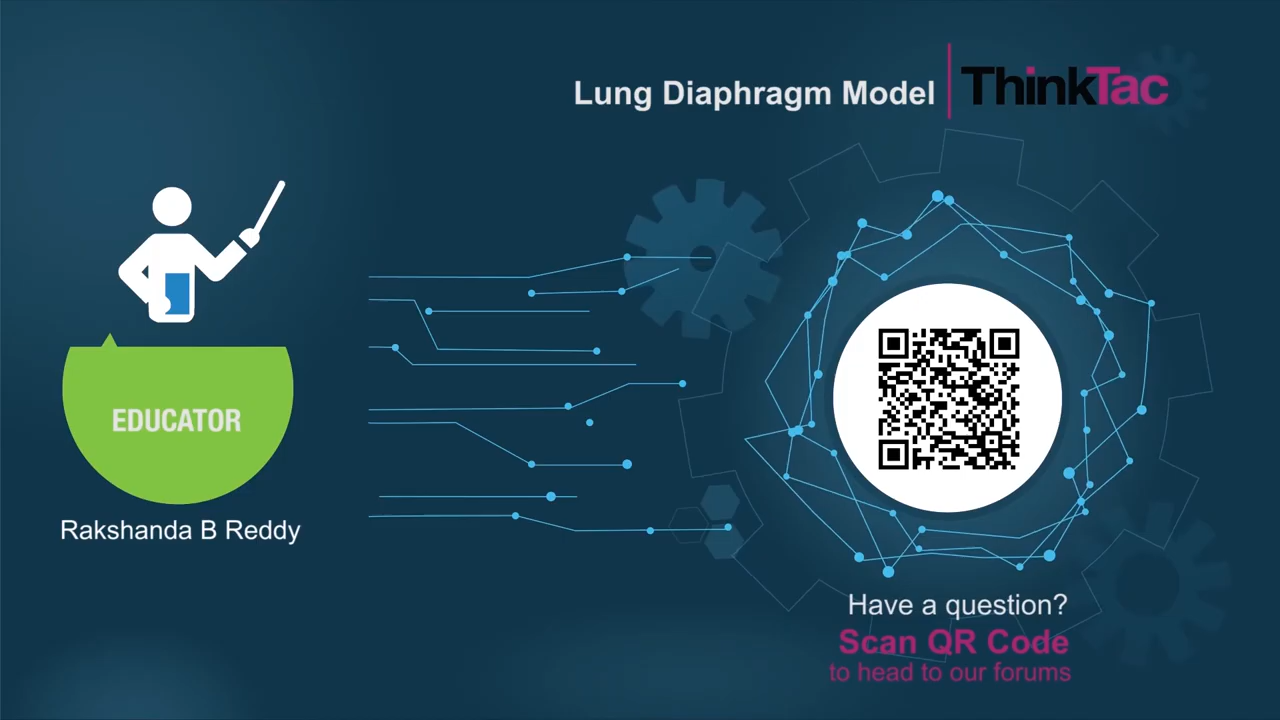 Lung Diaphragm Model
ThinkTac
EDUCATOR
Rakshanda B Reddy
Have a question?
Scan QR Code
to head to our forums